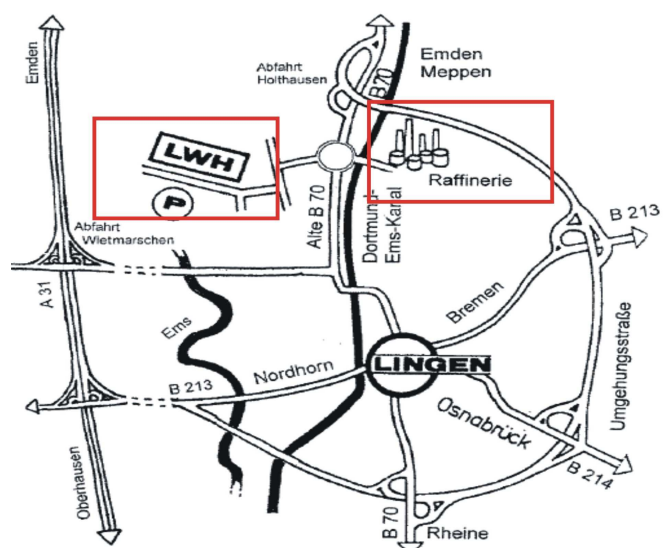 Emden
Abfahrt
Holthausen
B70
Emden
Meppen
LWH
P
Raffinerie
Abfahrt
Wietmarschen
Alte B 70
Dortmund-
Ems-Kanal
B 213
A 31
Ems
Bremen
Umgehungsstraße
B 213
Nordhorn
LINGEN
Osnabrück
B 214
Oberhausen
B 70
Rheine